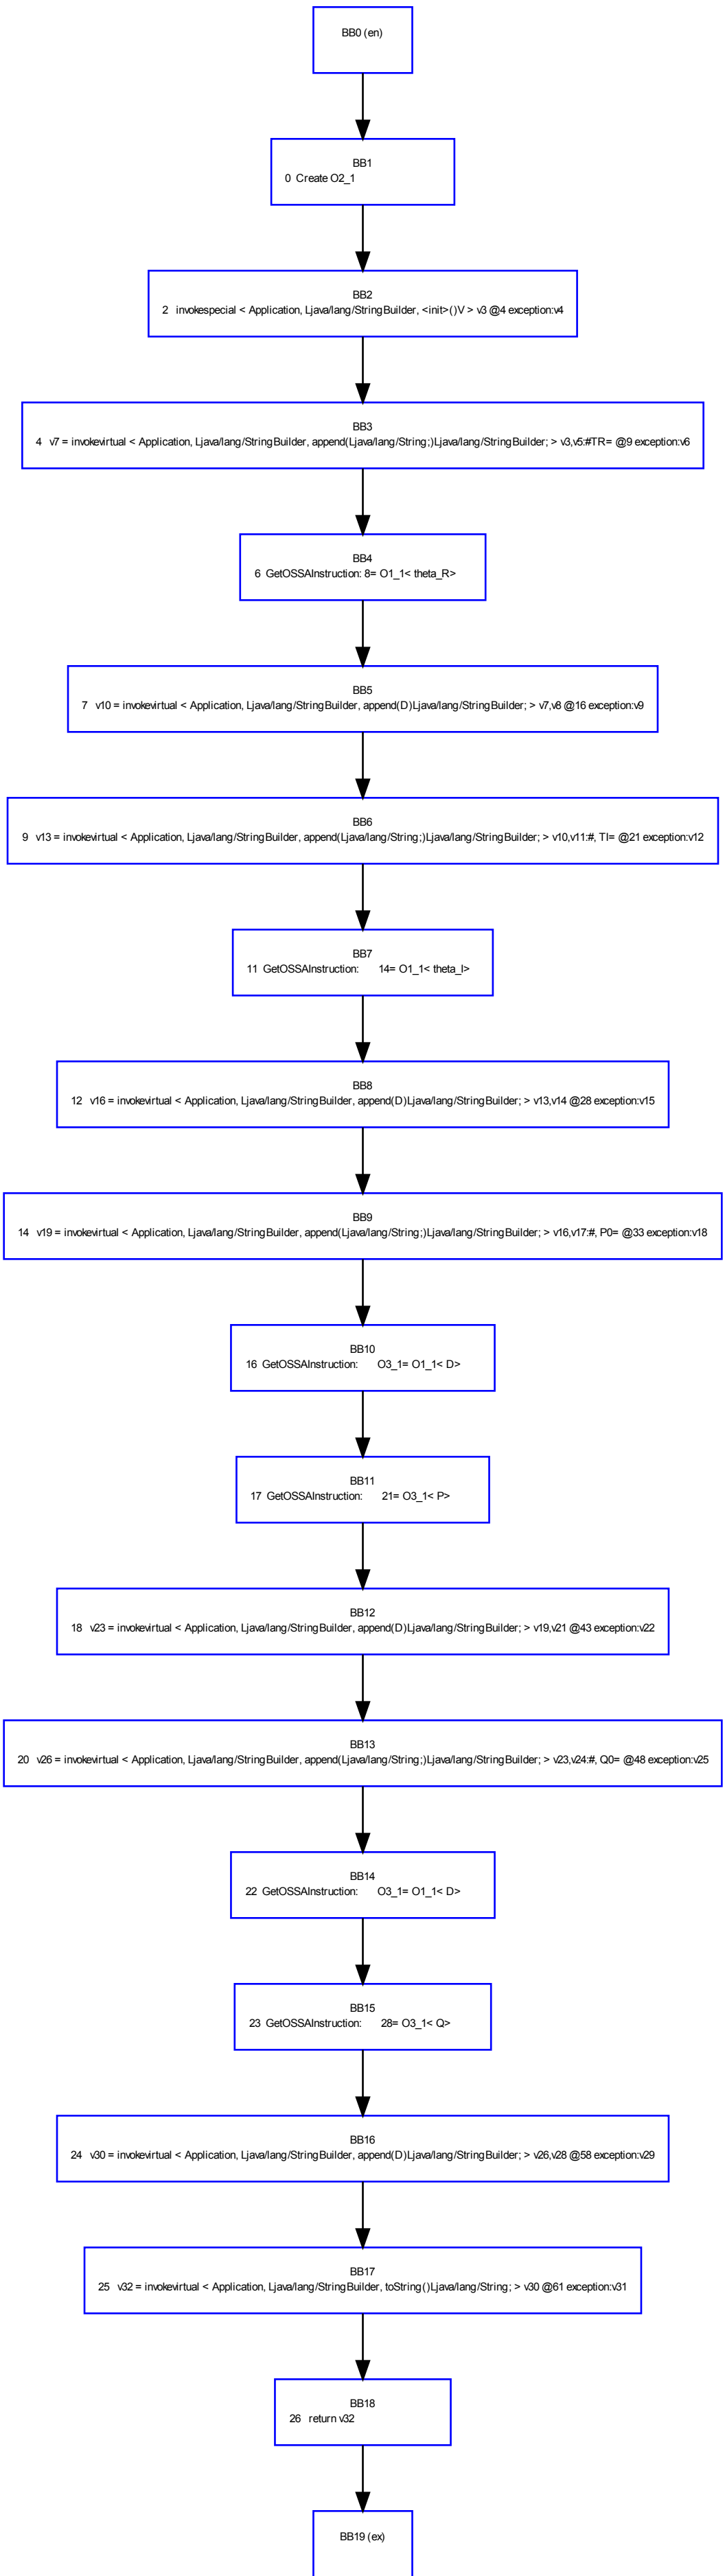 BB0 (en)
BB1
0 Create O2_1
BB2
2 invokespecial < Application, Ljava/lang/StringBuilder, <init>()V > v3 @4 exception:v4
BB3
4 v7 = invokevirtual < Application, Ljava/lang/StringBuilder, append(Ljava/lang/String;)Ljava/lang/StringBuilder; > v3,v5:#TR= @9 exception:v6
BB4
6 GetOSSAInstruction: 8= O1_1< theta_R>
BB5
7 v10 = invokevirtual < Application, Ljava/lang/StringBuilder, append(D)Ljava/lang/StringBuilder; > v7,v8 @16 exception:v9
BB6
9 v13 = invokevirtual < Application, Ljava/lang/StringBuilder, append(Ljava/lang/String;)Ljava/lang/StringBuilder; > v10,v11:#, TI= @21 exception:v12
BB7
11 GetOSSAInstruction: 14= O1_1< theta_I>
BB8
12 v16 = invokevirtual < Application, Ljava/lang/StringBuilder, append(D)Ljava/lang/StringBuilder; > v13,v14 @28 exception:v15
BB9
14 v19 = invokevirtual < Application, Ljava/lang/StringBuilder, append(Ljava/lang/String;)Ljava/lang/StringBuilder; > v16,v17:#, P0= @33 exception:v18
BB10
16 GetOSSAInstruction: O3_1= O1_1< D>
BB11
17 GetOSSAInstruction: 21= O3_1< P>
BB12
18 v23 = invokevirtual < Application, Ljava/lang/StringBuilder, append(D)Ljava/lang/StringBuilder; > v19,v21 @43 exception:v22
BB13
20 v26 = invokevirtual < Application, Ljava/lang/StringBuilder, append(Ljava/lang/String;)Ljava/lang/StringBuilder; > v23,v24:#, Q0= @48 exception:v25
BB14
22 GetOSSAInstruction: O3_1= O1_1< D>
BB15
23 GetOSSAInstruction: 28= O3_1< Q>
BB16
24 v30 = invokevirtual < Application, Ljava/lang/StringBuilder, append(D)Ljava/lang/StringBuilder; > v26,v28 @58 exception:v29
BB17
25 v32 = invokevirtual < Application, Ljava/lang/StringBuilder, toString()Ljava/lang/String; > v30 @61 exception:v31
BB18
26 return v32
BB19 (ex)